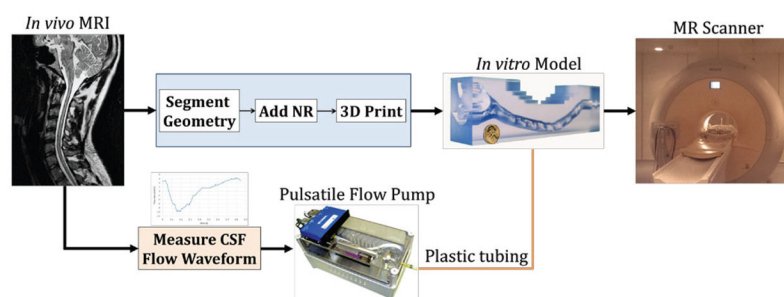 In vivo MRI
MR Scanner
In vitro Model
Segment
Geometry
Add NR
3D Print
Pulsatile Flow Pump
Measure CSF
Flow Waveform
Plastic tubing